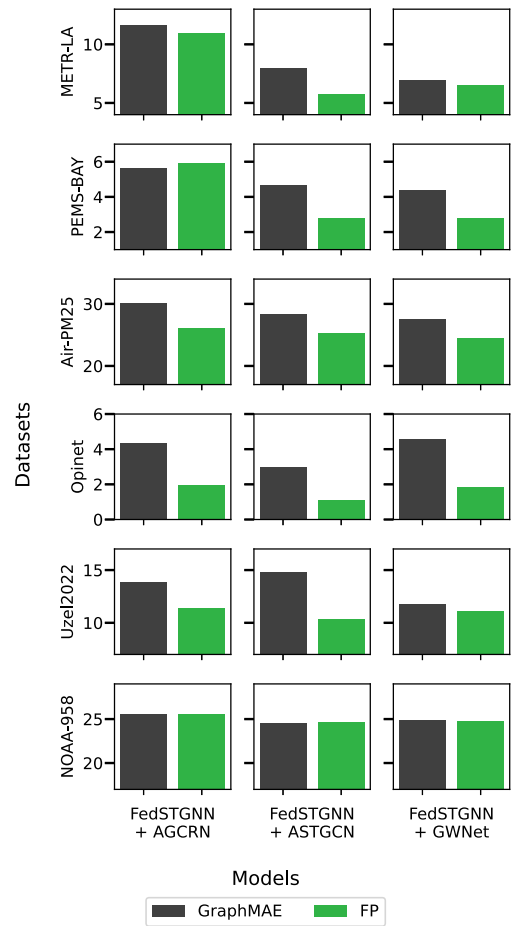 METR-LA
10
5
PEMS-BAY
6
4
2
Air-PM25
30
20
Datasets
Opinet
6
4
2
0
Uzel2022
15
10
NOAA-958
25
20
FedSTGNN
+ AGCRN
FedSTGNN
+ ASTGCN
FedSTGNN
+ GWNet
Models
GraphMAE
FP